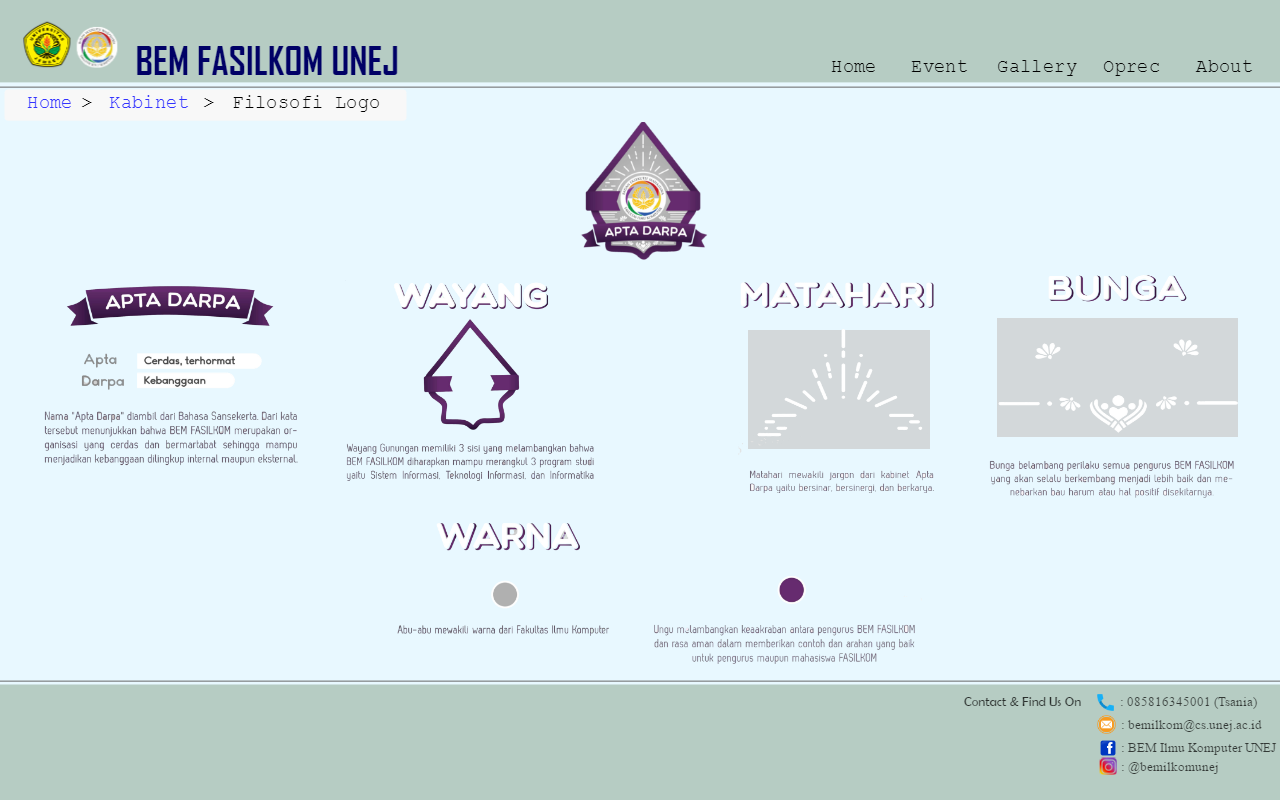 UNIVERSITAS
JEMBER
BEM FASILKOM UNEJ
Home Event Gallery Oprec About
Home > Kabinet > Filosofi Logo
APTA DARPA
APTA DARPA
Apta Cerdas, terhormat
Darpa Kebanggaan
Nama "Apta Darpa" diambil dari Bahasa Sansekerta. Dari kata
tersebut menunjukkan bahwa BEM FASILKOM merupakan or-
ganisasi yang cerdas dan bermartabat sehingga mampu
menjadikan kebanggaan dilingkup internal maupun eksternal.
WAYANG
Wayang Gunungan memiliki 3 sisi yang melambangkan bahwa
BEM FASILKOM diharapkan mampu merangkul 3 program studi
yaitu Sistem Informasi, Teknologi Informasi, dan Informatika
MATAHARI
Matahari mewakili jargon dari kabinet Apta
Darpa yaitu bersinar, bersinergi, dan berkarya.
BUNGA
Bunga belambang perilaku semua pengurus BEM FASILKOM
yang akan selalu berkembang menjadi lebih baik dan me-
nebarkan bau harum atau hal positif disekitarnya.
WARNA
Abu-abu mewakili warna dari Fakultas Ilmu Komputer
Ungu melambangkan keaakraban antara pengurus BEM FASILKOM
dan rasa aman dalam memberikan contoh dan arahan yang baik
untuk pengurus maupun mahasiswa FASILKOM
Contact & Find Us On : 085816345001 (Tsania)
: bemilkom@cs.unej.ac.id
: BEM Ilmu Komputer UNEJ
: @bemilkomunej